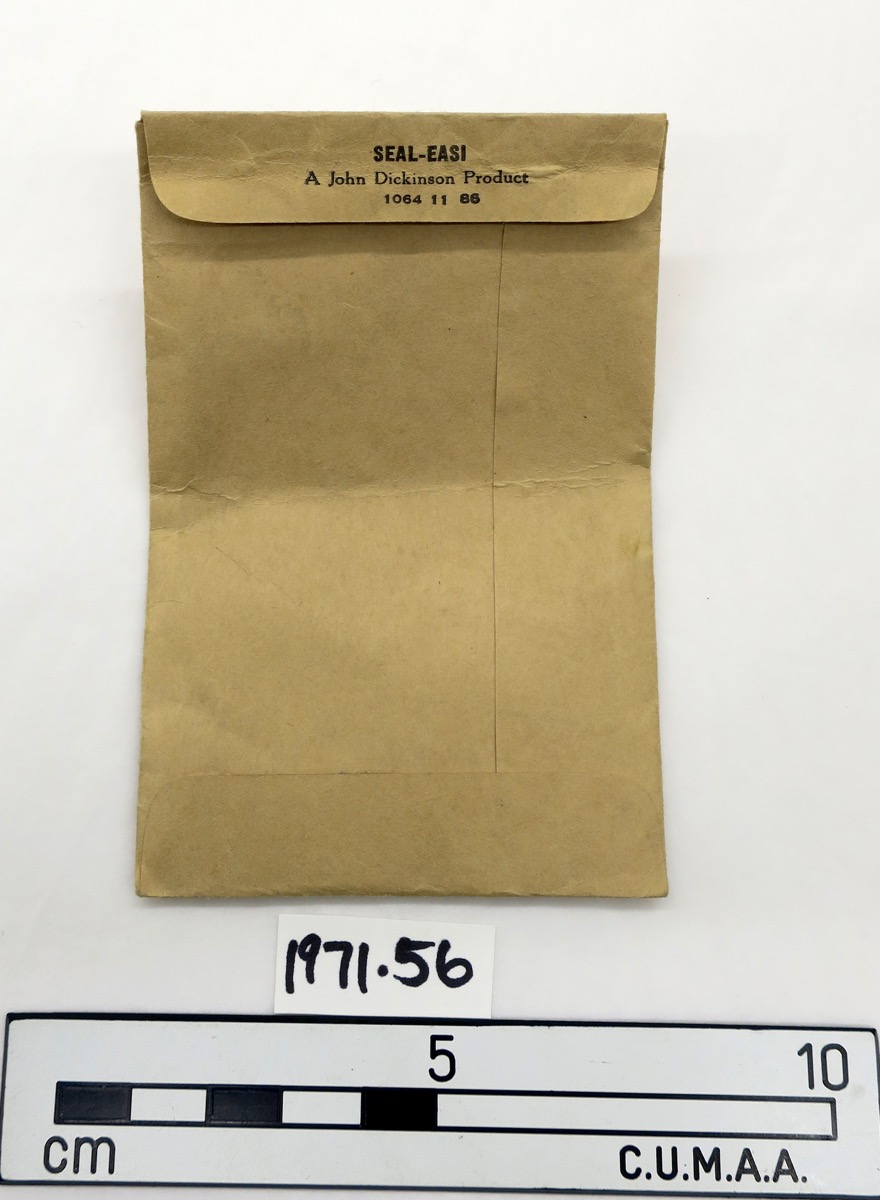 SEAL-EASI
A John Dickinson Product
1064 11 86
1971.56
5 10
cm C.U.M.A.A.